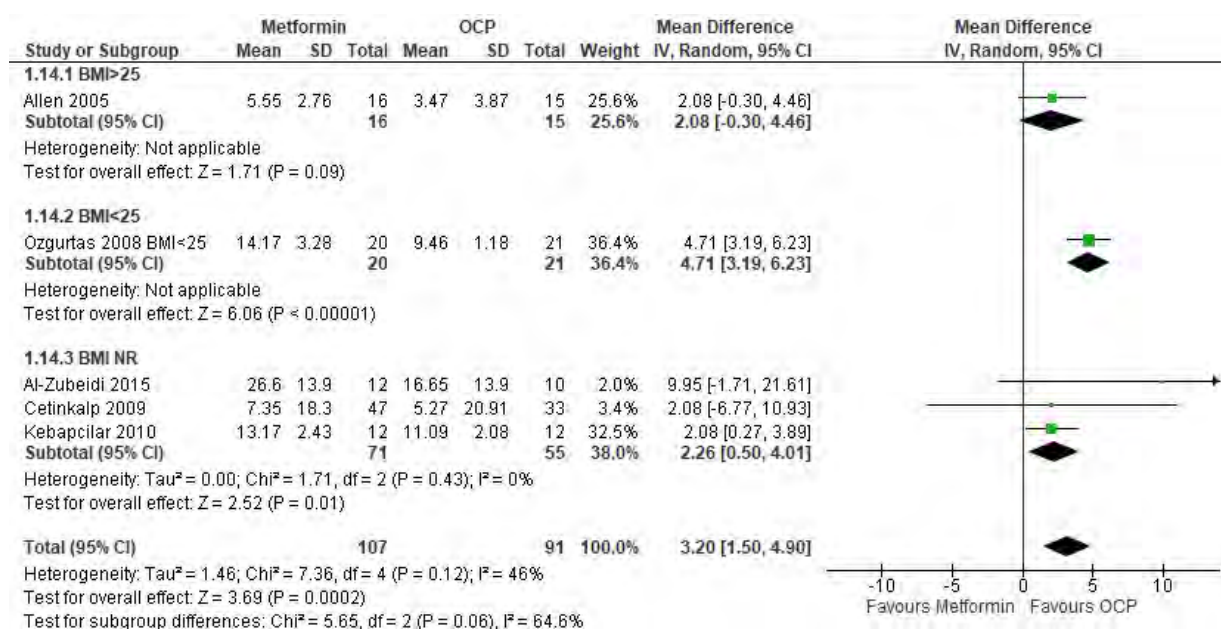 Metformin OCP Mean Difference Mean Difference
Study or Subgroup Mean SD Total Mean SD Total Weight IV, Random, 95% CI IV, Random, 95% CI
1.14.1 BMI>25
Allen 2005 5.55 2.76 16 3.47 3.87 15 25.6% 2.08 [-0.30, 4.46]
Subtotal (95% CI) 16 15 25.6% 2.08 [-0.30, 4.46]
Heterogeneity: Not applicable
Test for overall effect: Z = 1.71 (P = 0.09)
1.14.2 BMI<25
Ozgurtas 2008 BMI<25 14.17 3.28 20 9.46 1.18 21 36.4% 4.71 [3.19, 6.23]
Subtotal (95% CI) 20 21 36.4% 4.71 [3.19, 6.23]
Heterogeneity: Not applicable
Test for overall effect: Z = 6.06 (P < 0.00001)
1.14.3 BMI NR
Al-Zubeidi 2015 26.6 13.9 12 16.65 13.9 10 2.0% 9.95 [-1.71, 21.61]
Cetinkalp 2009 7.35 18.3 47 5.27 20.91 33 3.4% 2.08 [-6.77, 10.93]
Kebapcilar 2010 13.17 2.43 12 11.09 2.08 12 32.5% 2.08 [0.27, 3.89]
Subtotal (95% CI) 71 55 38.0% 2.26 [0.50, 4.01]
Heterogeneity: Tau² = 0.00; Chi² = 1.71, df = 2 (P = 0.43); I² = 0%
Test for overall effect: Z = 2.52 (P = 0.01)
Total (95% CI) 107 91 100.0% 3.20 [1.50, 4.90]
Heterogeneity: Tau² = 1.46; Chi² = 7.36, df = 4 (P = 0.12); I² = 46%
Test for overall effect: Z = 3.69 (P = 0.0002)
Test for subgroup differences: Chi² = 5.65, df = 2 (P = 0.06), I² = 64.6%
-10 -5 0 5 10
Favours Metformin Favours OCP